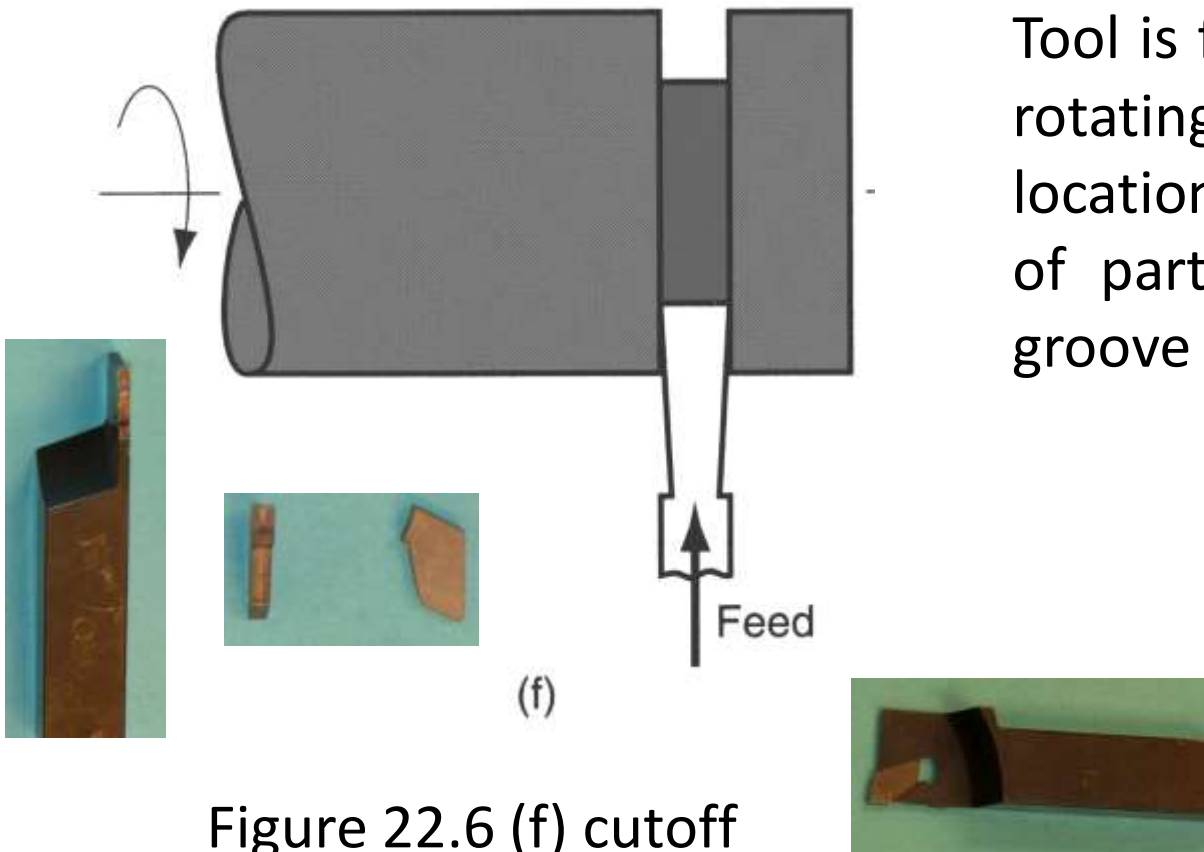 Tool is
rotating
location
of part
groove
Feed
(f)
Figure 22.6 (f) cutoff